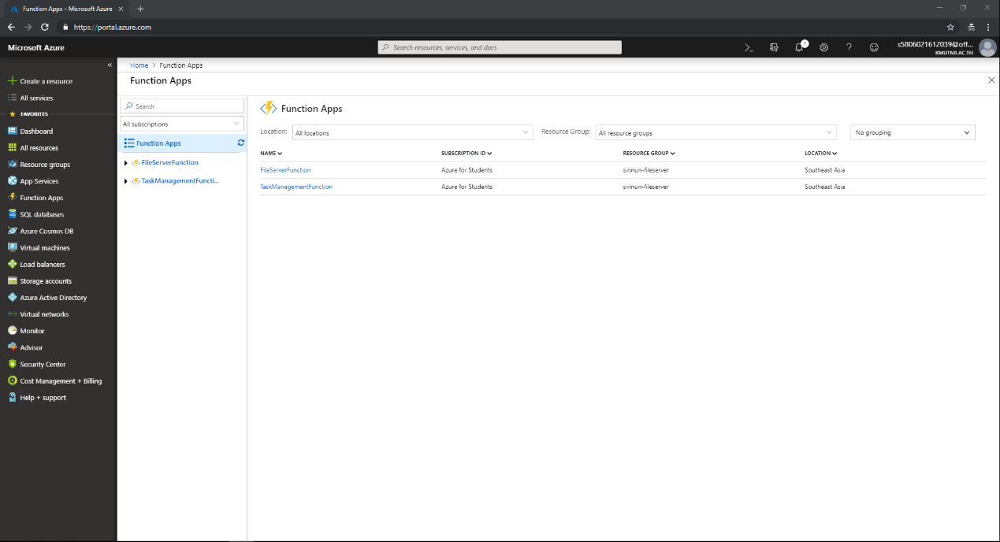 Function Apps - Microsoft Azure
https://portal.azure.com
Microsoft Azure
Search resources, services, and docs
1
s5806021612039@off...
KMUTNB.AC.TH
Create a resource
All services
FAVORITES
Dashboard
All resources
Resource groups
App Services
Function Apps
SQL databases
Azure Cosmos DB
Virtual machines
Load balancers
Storage accounts
Azure Active Directory
Virtual networks
Monitor
Advisor
Security Center
Cost Management + Billing
Help + support
Home > Function Apps
Function Apps
Search
All subscriptions
Function Apps
FileServerFunction
TaskManagementFuncti...
Function Apps
Location: All locations Resource Group: All resource groups No grouping
NAME SUBSCRIPTION ID RESOURCE GROUP LOCATION
FileServerFunction Azure for Students sirinun-fileserver Southeast Asia
TaskManagementFunction Azure for Students sirinun-fileserver Southeast Asia